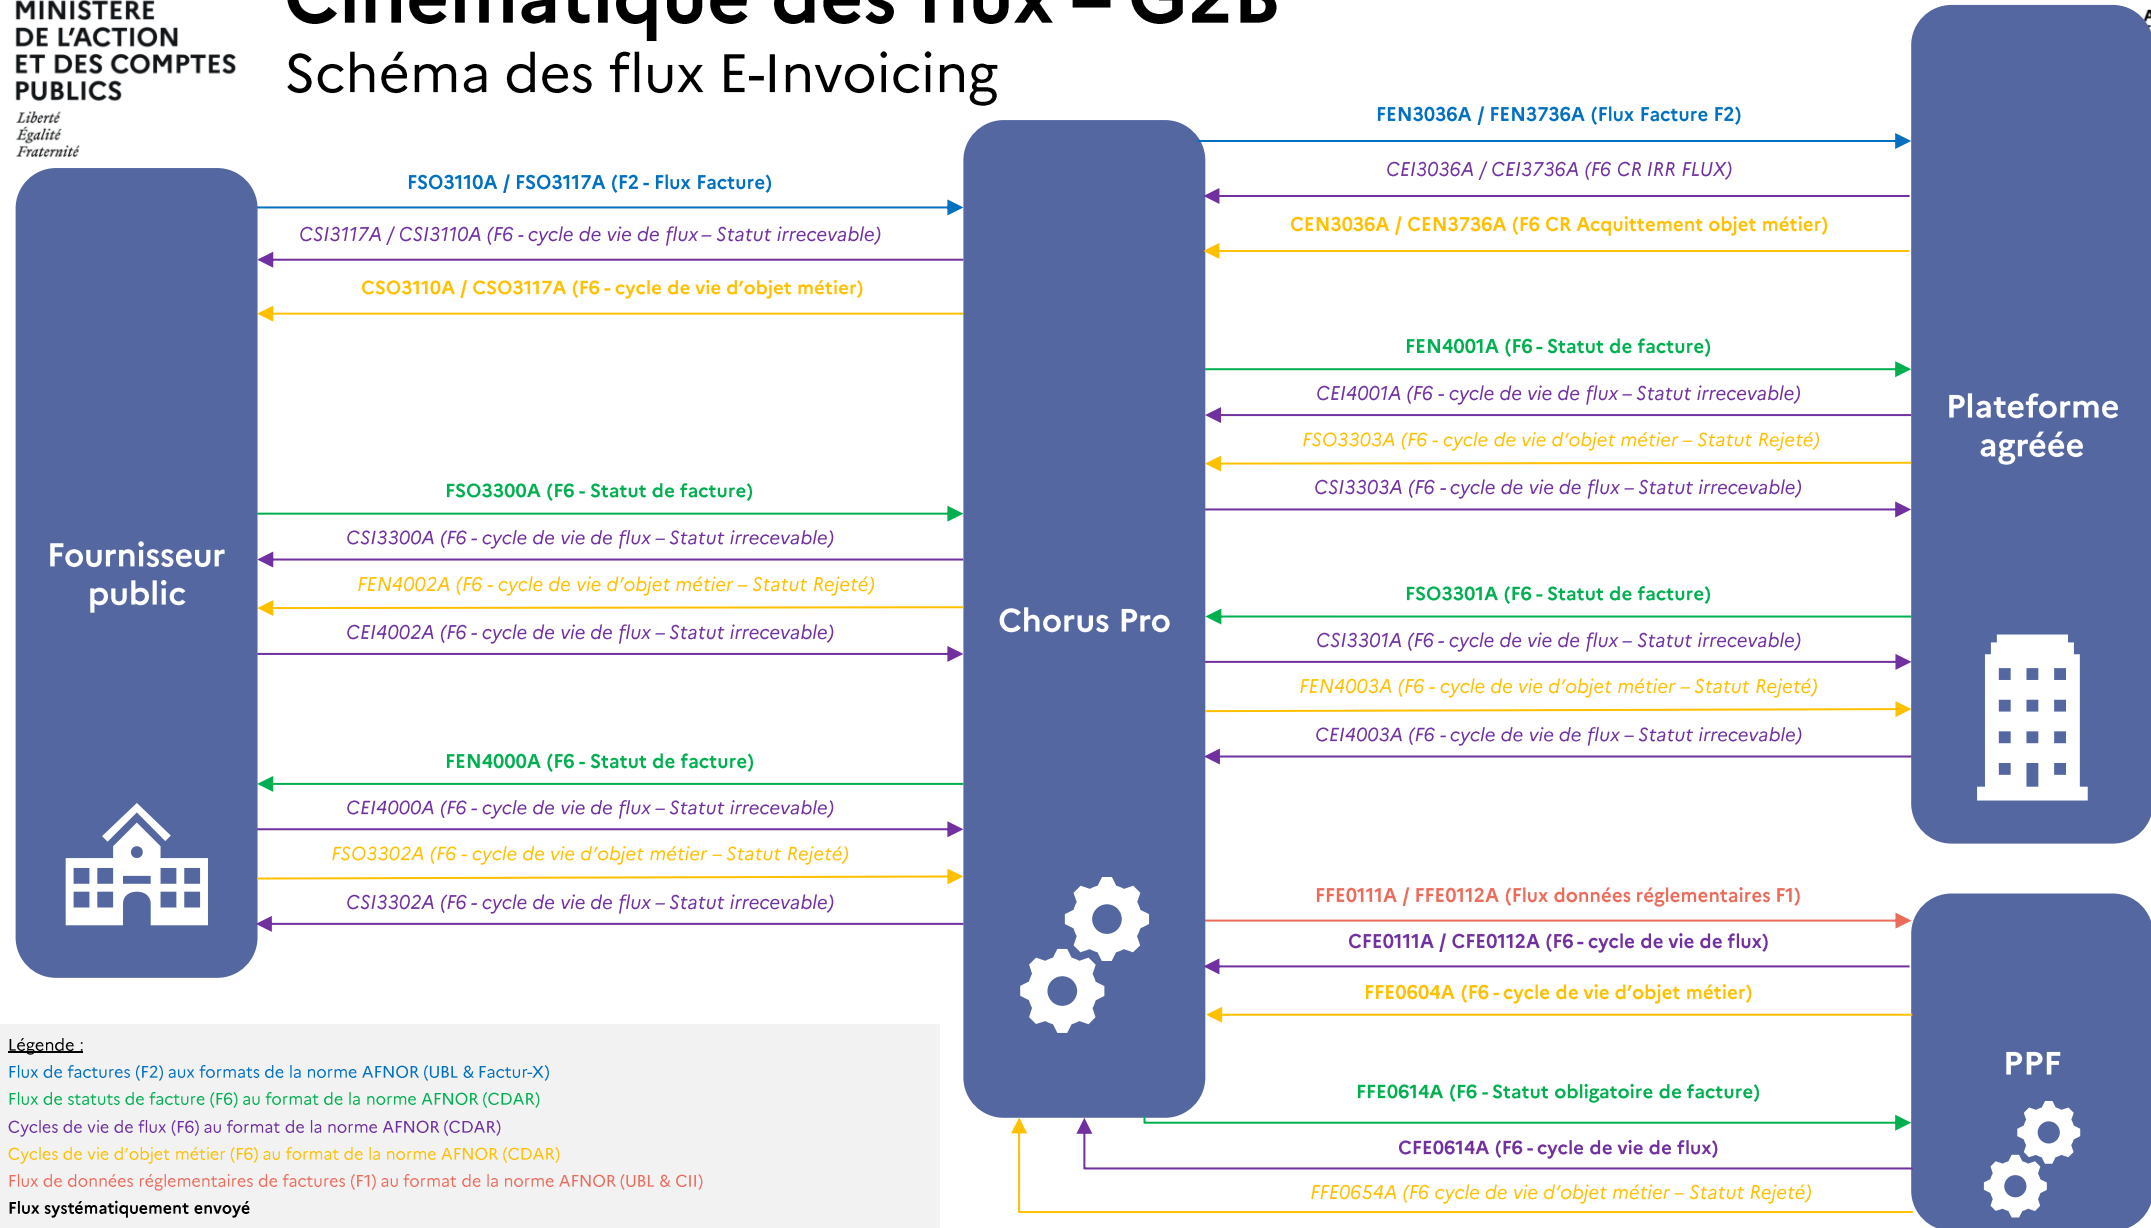 MINISTÈRE
DE L'ACTION
ET DES COMPTES
PUBLICS
Liberté
Égalité
Fraternité
Cinématique des flux – G2B
Schéma des flux E-Invoicing
FSO3110A / FSO3117A (F2 - Flux Facture)
CSI3117A / CSI3110A (F6 - cycle de vie de flux – Statut irrecevable)
CSO3110A / CSO3117A (F6 - cycle de vie d'objet métier)
FSO3300A (F6 - Statut de facture)
CSI3300A (F6 - cycle de vie de flux – Statut irrecevable)
FEN4002A (F6 - cycle de vie d'objet métier – Statut Rejeté)
CEI4002A (F6 - cycle de vie de flux – Statut irrecevable)
FEN4000A (F6 - Statut de facture)
CEI4000A (F6 - cycle de vie de flux – Statut irrecevable)
FSO3302A (F6 - cycle de vie d'objet métier – Statut Rejeté)
CSI3302A (F6 - cycle de vie de flux – Statut irrecevable)
Fournisseur
public
Chorus Pro
FEN3036A / FEN3736A (Flux Facture F2)
CEI3036A / CEI3736A (F6 CR IRR FLUX)
CEN3036A / CEN3736A (F6 CR Acquittement objet métier)
FEN4001A (F6 - Statut de facture)
CEI4001A (F6 - cycle de vie de flux – Statut irrecevable)
FSO3303A (F6 - cycle de vie d'objet métier – Statut Rejeté)
CSI3303A (F6 - cycle de vie de flux – Statut irrecevable)
FSO3301A (F6 - Statut de facture)
CSI3301A (F6 - cycle de vie de flux – Statut irrecevable)
FEN4003A (F6 - cycle de vie d'objet métier – Statut Rejeté)
CEI4003A (F6 - cycle de vie de flux – Statut irrecevable)
Plateforme
agréée
FFE0111A / FFE0112A (Flux données réglementaires F1)
CFE0111A / CFE0112A (F6 - cycle de vie de flux)
FFE0604A (F6 - cycle de vie d'objet métier)
FFE0614A (F6 - Statut obligatoire de facture)
CFE0614A (F6 - cycle de vie de flux)
FFE0654A (F6 cycle de vie d'objet métier – Statut Rejeté)
PPF
Légende :
Flux de factures (F2) aux formats de la norme AFNOR (UBL & Factur-X)
Flux de statuts de facture (F6) au format de la norme AFNOR (CDAR)
Cycles de vie de flux (F6) au format de la norme AFNOR (CDAR)
Cycles de vie d'objet métier (F6) au format de la norme AFNOR (CDAR)
Flux de données réglementaires de factures (F1) au format de la norme AFNOR (UBL & CII)
Flux systématiquement envoyé